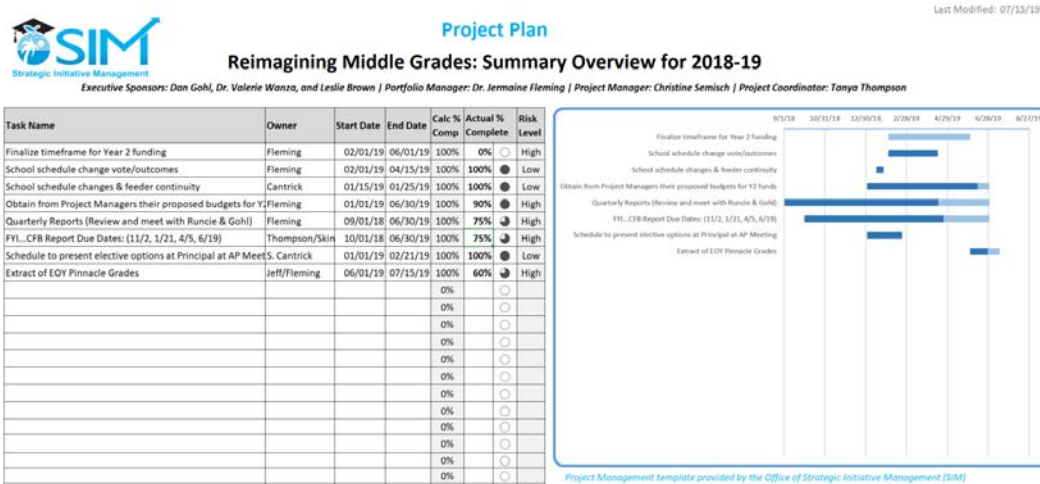 Last Modified: 07/15/19
SIM
Strategic Initiative Management
Project Plan
Reimagining Middle Grades: Summary Overview for 2018-19
Executive Sponsors: Dan Gohl, Dr. Valerie Wanza, and Leslie Brown | Portfolio Manager: Dr. Jermaine Fleming | Project Manager: Christine Semisch | Project Coordinator: Tanya Thompson
Task Name Owner Start Date End Date Calc % Comp Actual % Complete Risk Level
Finalize timeframe for Year 2 funding Fleming 02/01/19 06/01/19 100% 0% High
School schedule change vote/outcomes Fleming 02/01/19 04/15/19 100% 100% Low
School schedule changes & feeder continuity Cantrick 01/15/19 01/25/19 100% 100% Low
Obtain from Project Managers their proposed budgets for Y2 Fleming 01/01/19 06/30/19 100% 90% High
Quarterly Reports (Review and meet with Runcie & Gohl) Fleming 09/01/18 06/30/19 100% 75% High
FYI...CFB Report Due Dates: (11/2, 1/21, 4/5, 6/19) Thompson/Skin 10/01/18 06/30/19 100% 75% High
Schedule to present elective options at Principal at AP Meet S. Cantrick 01/01/19 02/21/19 100% 100% Low
Extract of EOY Pinnacle Grades Jeff/Fleming 06/01/19 07/15/19 100% 60% High
0%
0%
0%
0%
0%
0%
0%
0%
0%
0%
0%
0%
9/1/18 10/31/18 12/30/18 2/28/19 4/29/19 6/28/19 8/27/19
Finalize timeframe for Year 2 funding
School schedule change vote/outcomes
School schedule changes & feeder continuity
Obtain from Project Managers their proposed budgets for Y2 funds
Quarterly Reports (Review and meet with Runcie & Gohl)
FYI...CFB Report Due Dates: (11/2, 1/21, 4/5, 6/19)
Schedule to present elective options at Principal at AP Meeting
Extract of EOY Pinnacle Grades
Project Management template provided by the Office of Strategic Initiative Management (SIM)